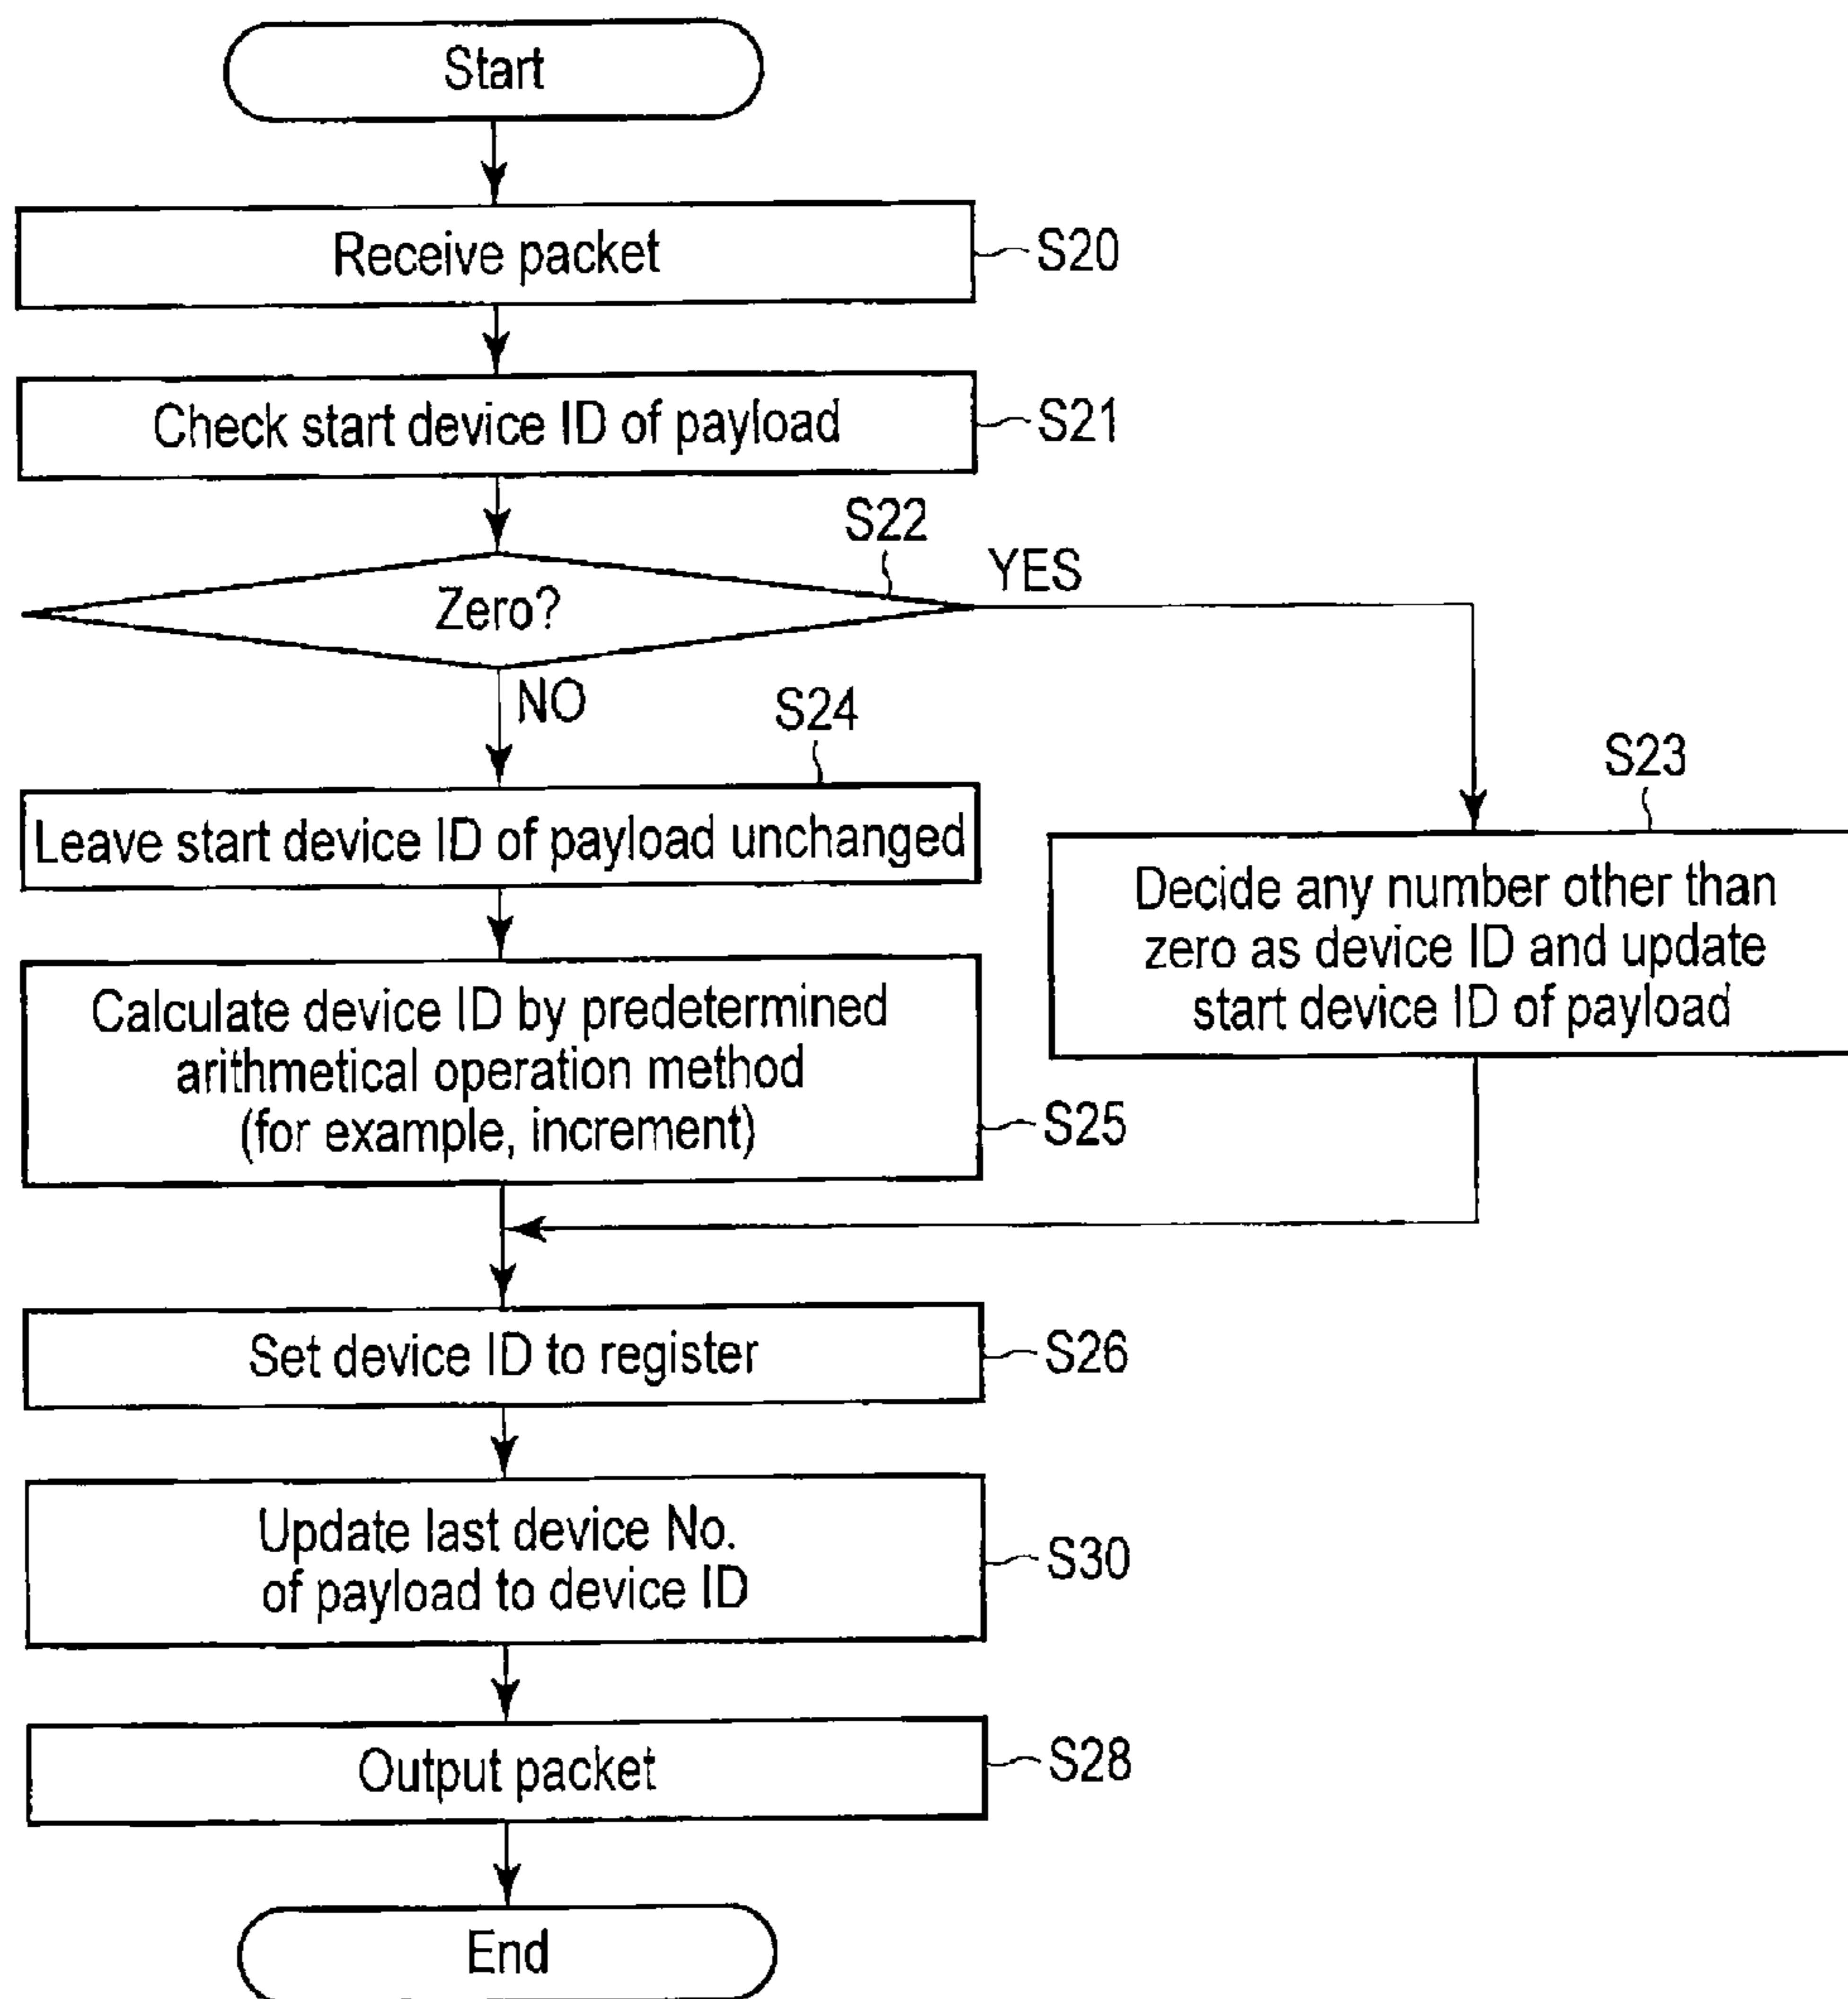 Start
Receive packet
S20
Check start device ID of payload
S21
S22
Zero?
YES
NO
S24
Leave start device ID of payload unchanged
S23
Decide any number other than
zero as device ID and update
start device ID of payload
Calculate device ID by predetermined
arithmetical operation method
(for example, increment)
S25
Set device ID to register
S26
Update last device No.
of payload to device ID
S30
Output packet
S28
End